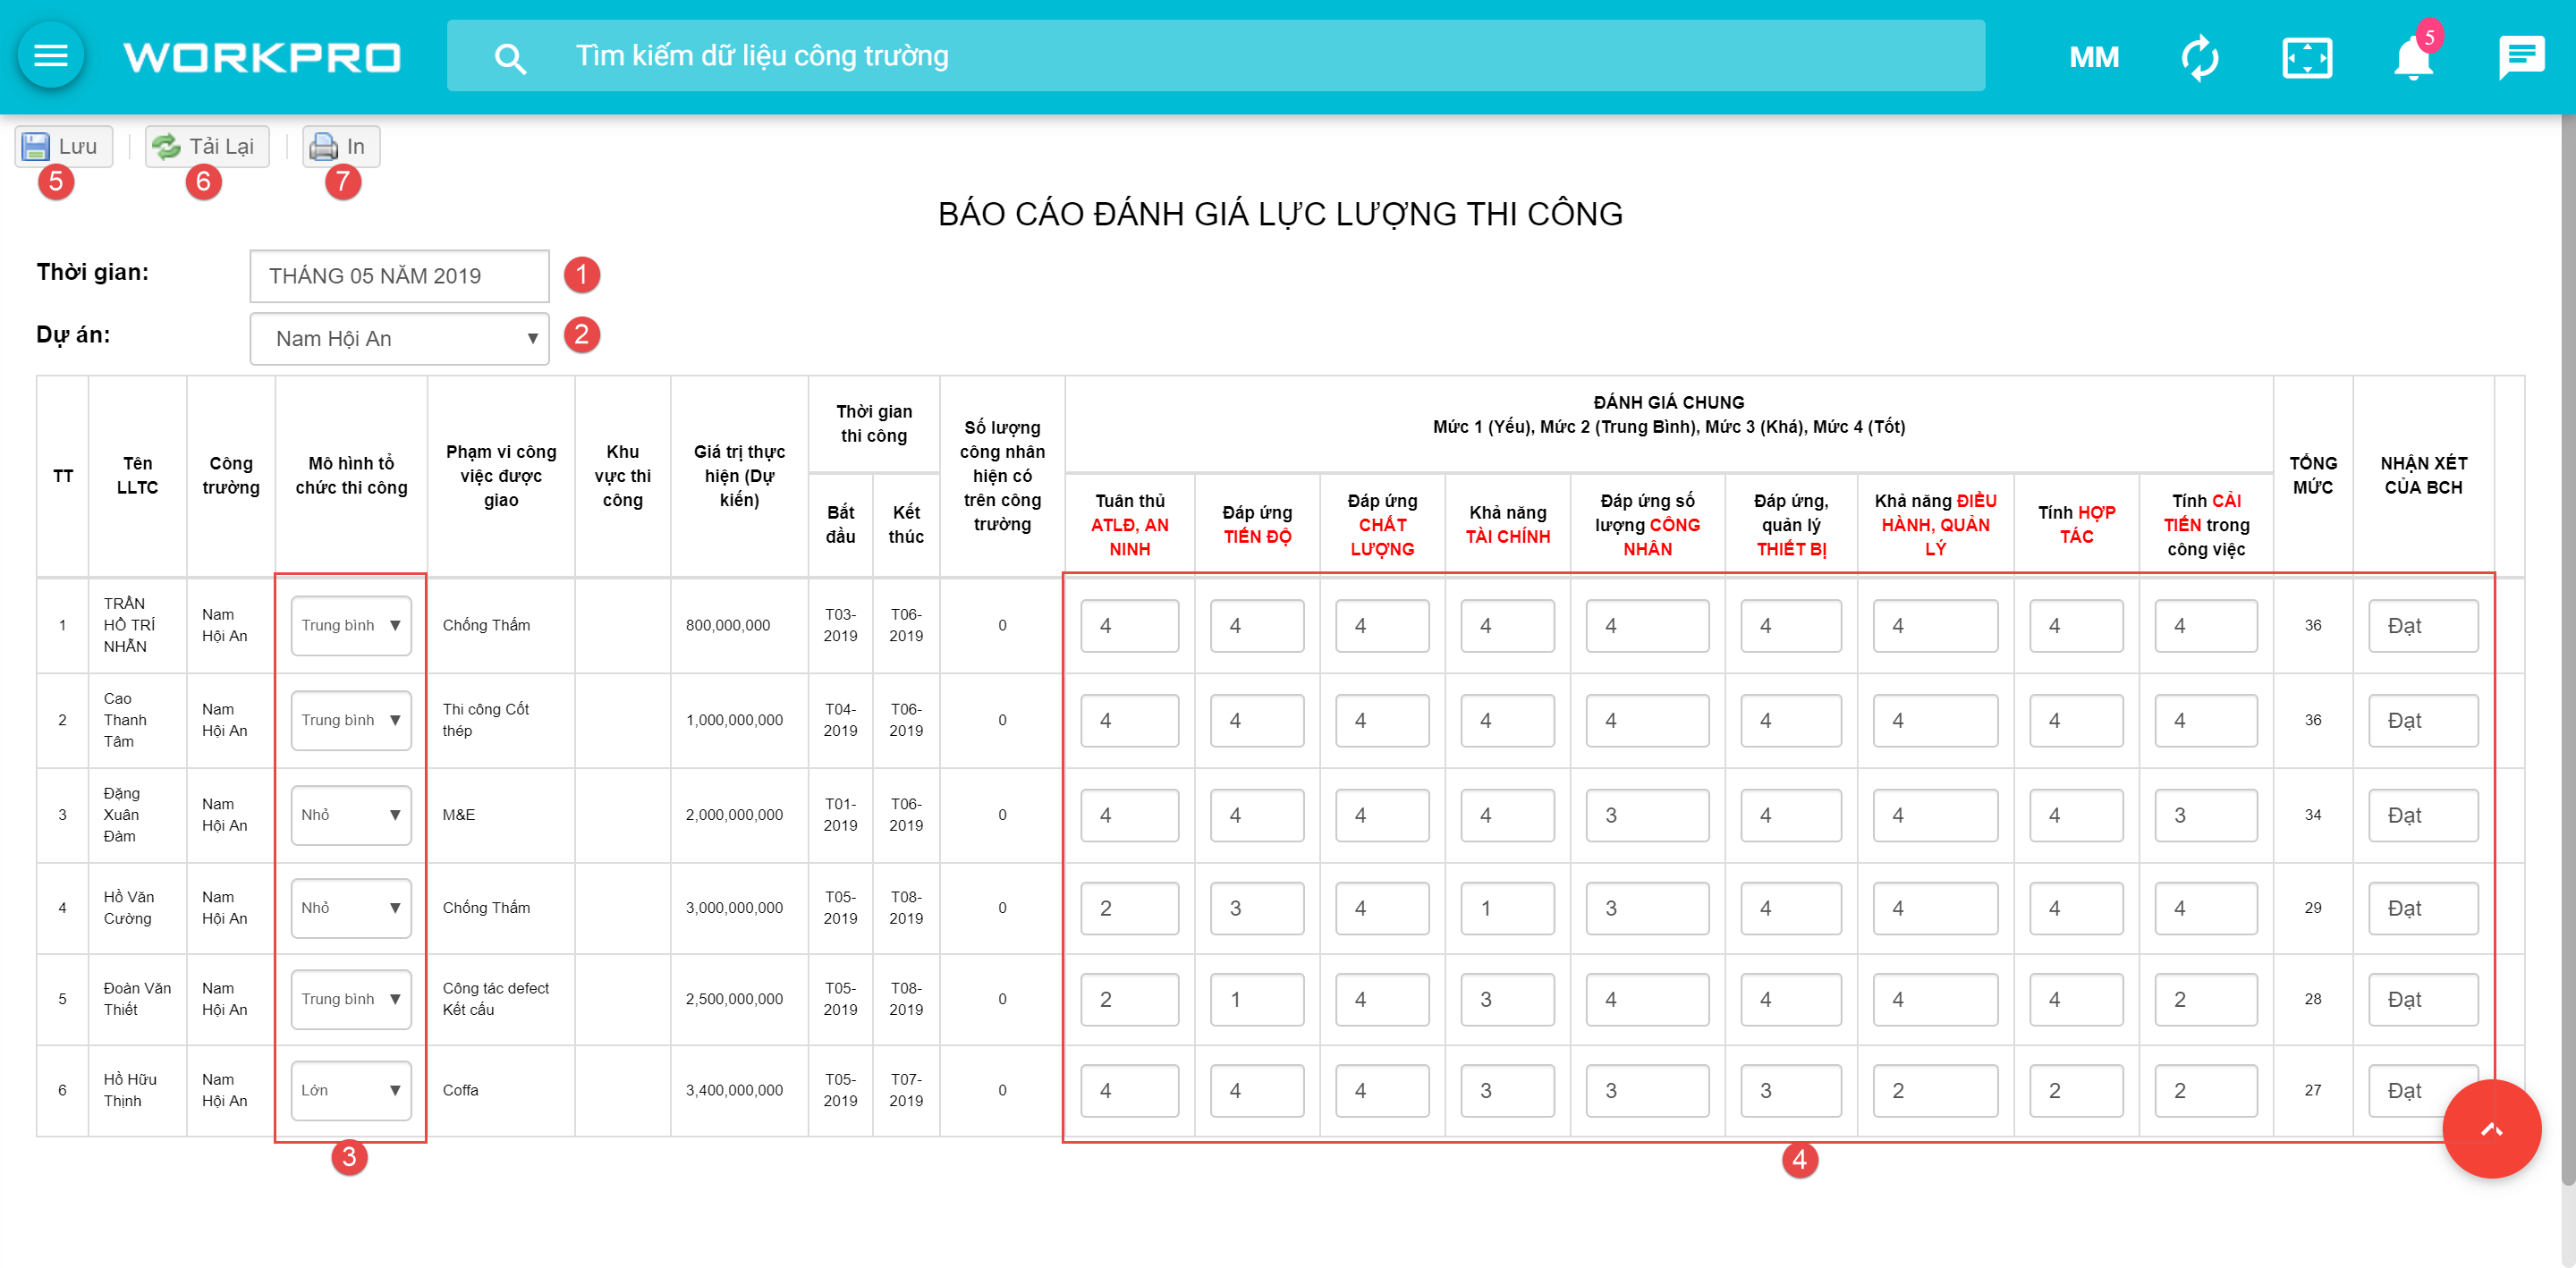 WORKPRO
Tìm kiếm dữ liệu công trường
MM
5
Lưu
Tải Lại
In
5
6
7
BÁO CÁO ĐÁNH GIÁ LỰC LƯỢNG THI CÔNG
Thời gian:
THÁNG 05 NĂM 2019
1
Dự án:
Nam Hội An
2
TT
Tên
LLTC
Công
trường
Mô hình tổ
chức thi công
Phạm vi công
việc được
giao
Khu
vực thi
công
Giá trị thực
hiện (Dự
kiến)
Thời gian
thi công
Bắt
đầu
Kết
thúc
Số lượng
công nhân
hiện có
trên công
trường
ĐÁNH GIÁ CHUNG
Mức 1 (Yếu), Mức 2 (Trung Bình), Mức 3 (Khá), Mức 4 (Tốt)
Tuân thủ
ATLĐ, AN
NINH
Đáp ứng
TIẾN ĐỘ
Đáp ứng
CHẤT
LƯỢNG
Khả năng
TÀI CHÍNH
Đáp ứng số
lượng CÔNG
NHÂN
Đáp ứng,
quản lý
THIẾT BỊ
Khả năng ĐIỀU
HÀNH, QUẢN
LÝ
Tính HỢP
TÁC
Tính CẢI
TIẾN trong
công việc
TỔNG
MỨC
NHẬN XÉT
CỦA BCH
1
TRẦN
HỒ TRÍ
NHẪN
Nam
Hội An
Trung bình
Chống Thấm
800,000,000
T03-
2019
T06-
2019
0
4
4
4
4
4
4
4
4
4
36
Đạt
2
Cao
Thanh
Tâm
Nam
Hội An
Trung bình
Thi công Cốt
thép
1,000,000,000
T04-
2019
T06-
2019
0
4
4
4
4
4
4
4
4
4
36
Đạt
3
Đặng
Xuân
Đàm
Nam
Hội An
Nhỏ
M&E
2,000,000,000
T01-
2019
T06-
2019
0
4
4
4
4
3
4
4
4
3
34
Đạt
4
Hồ Văn
Cường
Nam
Hội An
Nhỏ
Chống Thấm
3,000,000,000
T05-
2019
T08-
2019
0
2
3
4
1
3
4
4
4
4
29
Đạt
5
Đoàn Văn
Thiết
Nam
Hội An
Trung bình
Công tác defect
Kết cấu
2,500,000,000
T05-
2019
T08-
2019
0
2
1
4
3
4
4
4
4
2
28
Đạt
6
Hồ Hữu
Thịnh
Nam
Hội An
Lớn
Coffa
3,400,000,000
T05-
2019
T07-
2019
0
4
4
4
3
3
3
2
2
2
27
Đạt
3
4